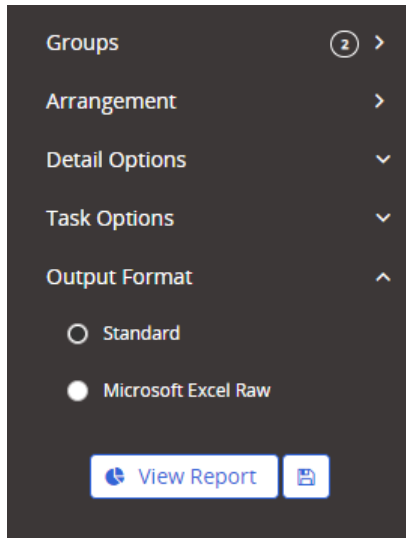 Groups 2
Arrangement
Detail Options
Task Options
Output Format
Standard
Microsoft Excel Raw
View Report